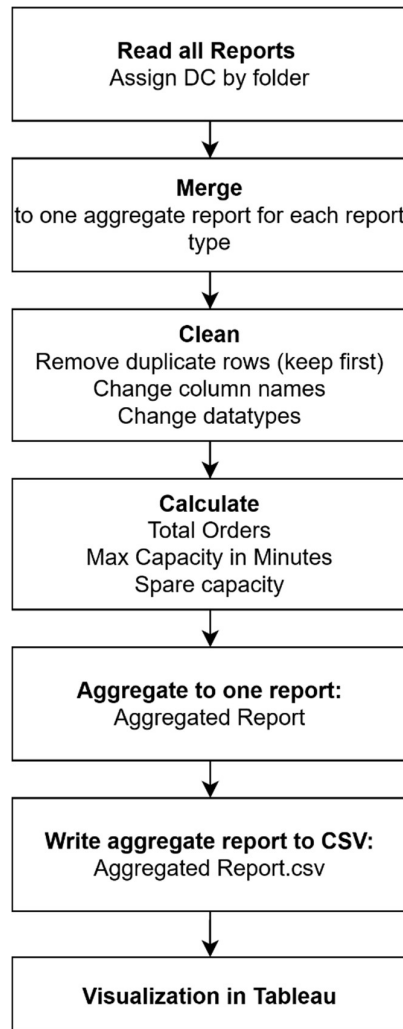 Read all Reports
Assign DC by folder
Merge
to one aggregate report for each report
type
Clean
Remove duplicate rows (keep first)
Change column names
Change datatypes
Calculate
Total Orders
Max Capacity in Minutes
Spare capacity
Aggregate to one report:
Aggregated Report
Write aggregate report to CSV:
Aggregated Report.csv
Visualization in Tableau